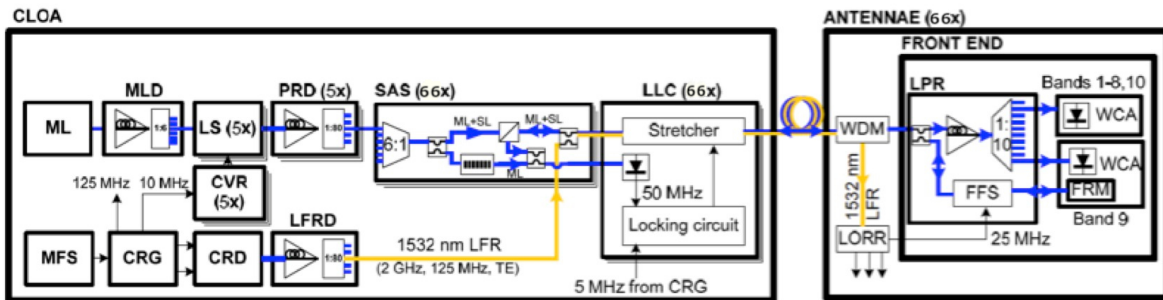 CLOA
ANTENNAE (66x)
FRONT END
MLD
PRD (5x)
SAS (66x)
LLC (66x)
LPR
Bands 1-8,10
ML
1:6
LS (5x)
1:80
6:1
ML+SL
ML+SL
ML
Stretcher
WDM
1:
10
WCA
WCA
125 MHz
10 MHz
CVR
(5x)
50 MHz
Locking circuit
1532 nm
LFR
FFS
FRM
Band 9
LFRD
MFS
CRG
CRD
1:80
1532 nm LFR
(2 GHz, 125 MHz, TE)
5 MHz from CRG
LORR
25 MHz